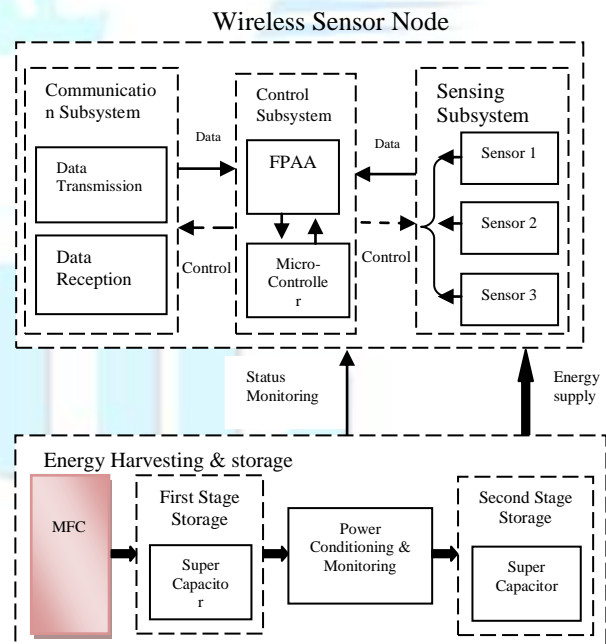 Wireless Sensor Node
Communicatio
n Subsystem
Data
Transmission
Data
Reception
Data
Control
Control
Subsystem
FPAA
Micro-
Controlle
r
Data
Control
Sensing
Subsystem
Sensor 1
Sensor 2
Sensor 3
Status
Monitoring
Energy
supply
Energy Harvesting & storage
MFC
First Stage
Storage
Super
Capacito
r
Power
Conditioning &
Monitoring
Second Stage
Storage
Super
Capacitor